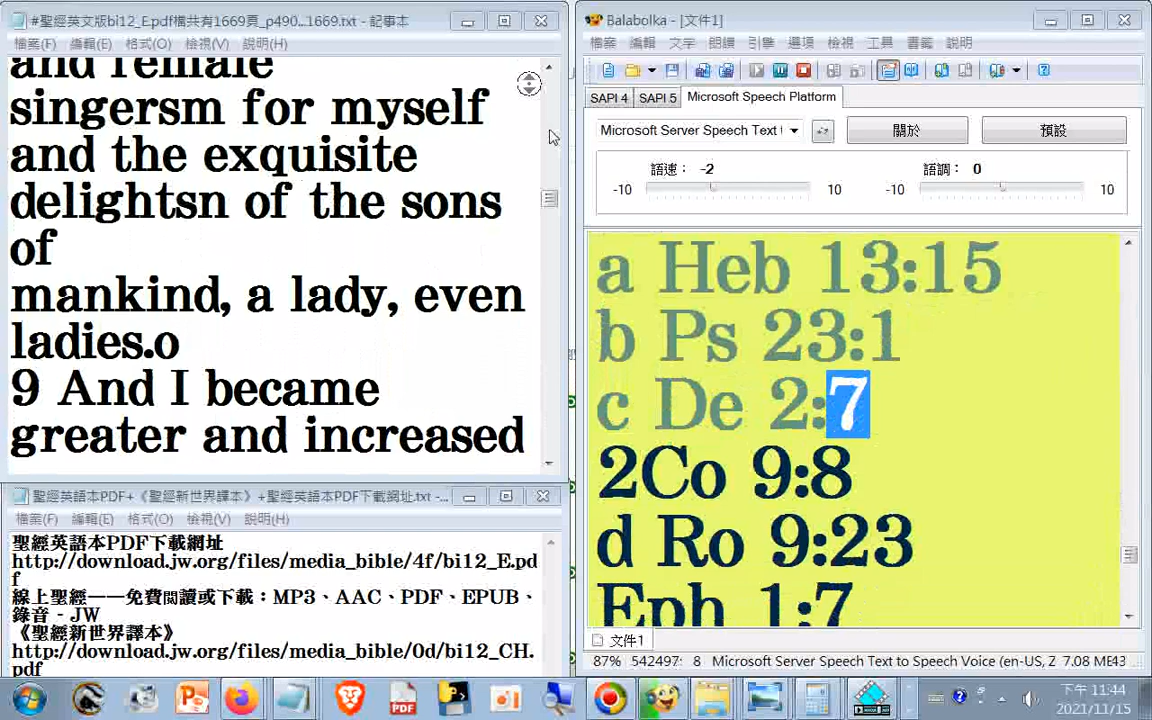 #聖經英文版bi12_E.pdf檔共有1669頁_p490...1669.txt - 記事本
檔案(F) 編輯(E) 格式(O) 檢視(V) 說明(H)
and female
singersm for myself
and the exquisite
delightsn of the sons
of
mankind, a lady, even
ladies.o
9 And I became
greater and increased
聖經英語本PDF+《聖經新世界譯本》+聖經英語本PDF下載網址.txt -...
檔案(F) 編輯(E) 格式(O) 檢視(V) 說明(H)
聖經英語本PDF下載網址
http://download.jw.org/files/media_bible/4f/bi12_E.pd
f
線上聖經——免費閱讀或下載：MP3、AAC、PDF、EPUB、
錄音 - JW
《聖經新世界譯本》
http://download.jw.org/files/media_bible/0d/bi12_CH.
pdf
Balabolka - [文件1]
檔案 編輯 文字 朗讀 引擎 選項 檢視 工具 書籤 說明
SAPI 4 SAPI 5 Microsoft Speech Platform
Microsoft Server Speech Text 關於 預設
語速： -2 語調： 0
-10 10 -10 10
a Heb 13:15
b Ps 23:1
c De 2:7
2Co 9:8
d Ro 9:23
Eph 1:7
文件1
87% 542497: 8 Microsoft Server Speech Text to Speech Voice (en-US, Z 7.08 ME43
下午 11:44
2021/11/15